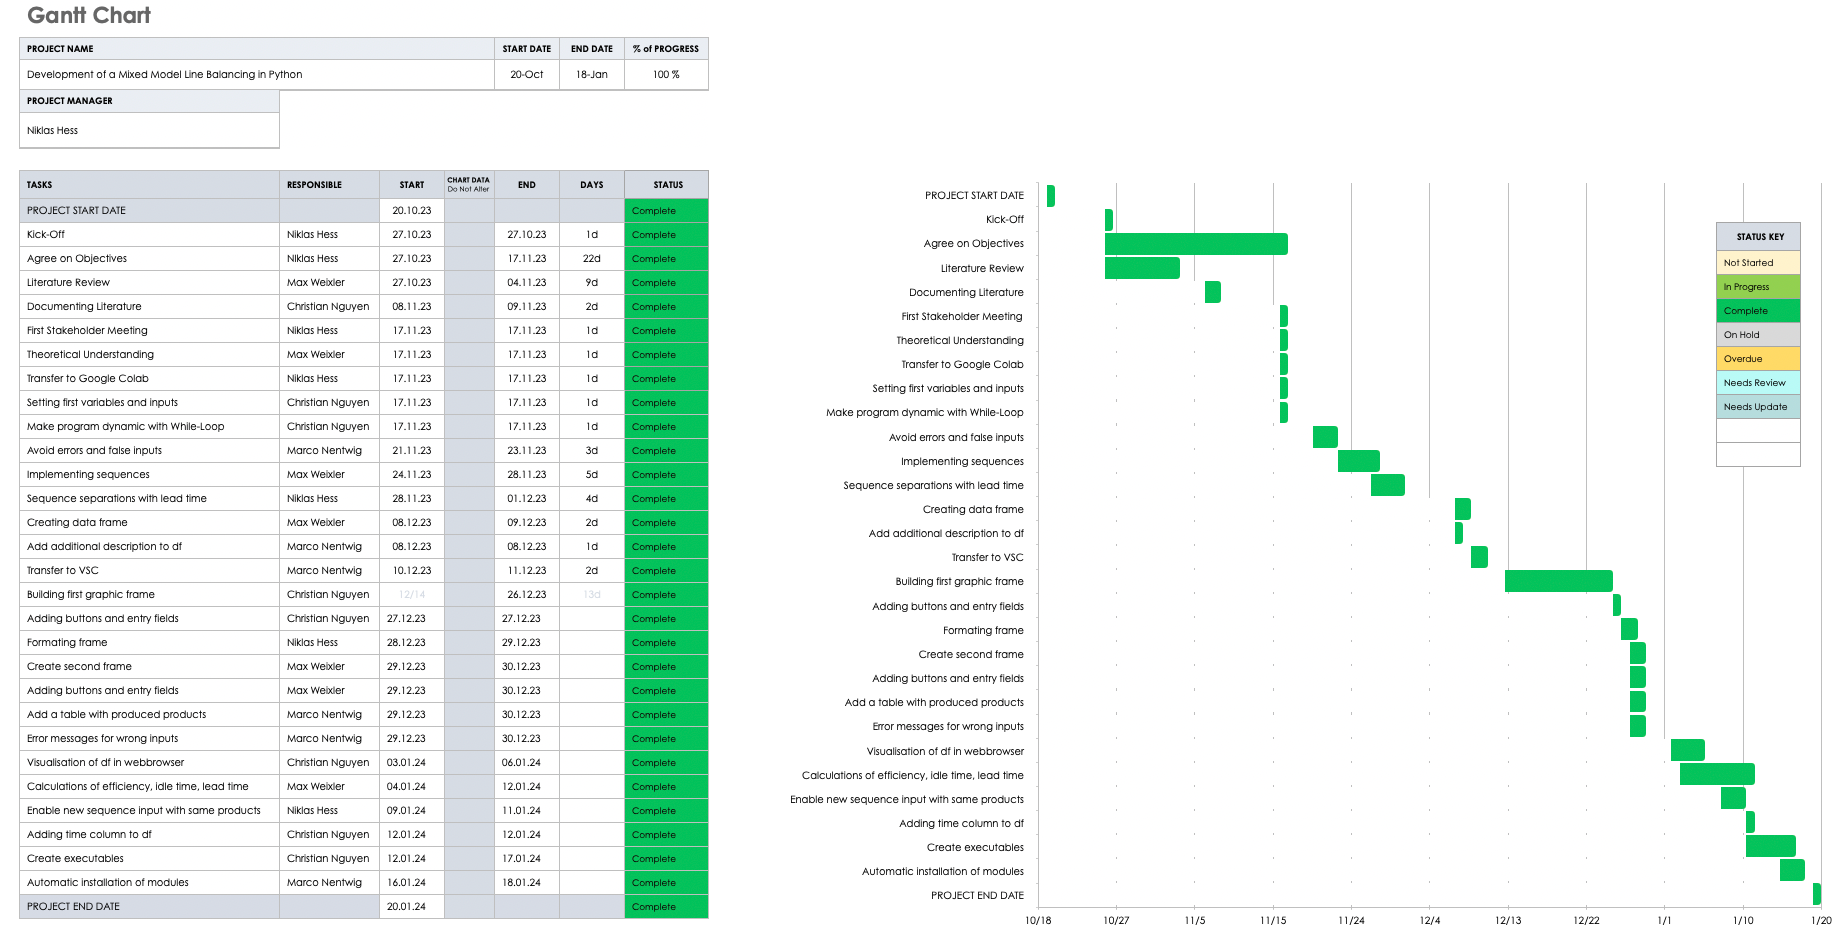 Gantt Chart
PROJECT NAME START DATE END DATE % of PROGRESS
Development of a Mixed Model Line Balancing in Python 20-Oct 18-Jan 100 %
PROJECT MANAGER
Niklas Hess
TASKS RESPONSIBLE START CHART DATA Do Not Alter END DAYS STATUS
PROJECT START DATE 20.10.23 Complete
Kick-Off Niklas Hess 27.10.23 27.10.23 1d Complete
Agree on Objectives Niklas Hess 27.10.23 17.11.23 22d Complete
Literature Review Max Weixler 27.10.23 04.11.23 9d Complete
Documenting Literature Christian Nguyen 08.11.23 09.11.23 2d Complete
First Stakeholder Meeting Niklas Hess 17.11.23 17.11.23 1d Complete
Theoretical Understanding Max Weixler 17.11.23 17.11.23 1d Complete
Transfer to Google Colab Niklas Hess 17.11.23 17.11.23 1d Complete
Setting first variables and inputs Christian Nguyen 17.11.23 17.11.23 1d Complete
Make program dynamic with While-Loop Christian Nguyen 17.11.23 17.11.23 1d Complete
Avoid errors and false inputs Marco Nentwig 21.11.23 23.11.23 3d Complete
Implementing sequences Max Weixler 24.11.23 28.11.23 5d Complete
Sequence separations with lead time Niklas Hess 28.11.23 01.12.23 4d Complete
Creating data frame Max Weixler 08.12.23 09.12.23 2d Complete
Add additional description to df Marco Nentwig 08.12.23 08.12.23 1d Complete
Transfer to VSC Marco Nentwig 10.12.23 11.12.23 2d Complete
Building first graphic frame Christian Nguyen 12/14 26.12.23 13d Complete
Adding buttons and entry fields Christian Nguyen 27.12.23 27.12.23 Complete
Formating frame Niklas Hess 28.12.23 29.12.23 Complete
Create second frame Max Weixler 29.12.23 30.12.23 Complete
Adding buttons and entry fields Max Weixler 29.12.23 30.12.23 Complete
Add a table with produced products Marco Nentwig 29.12.23 30.12.23 Complete
Error messages for wrong inputs Marco Nentwig 29.12.23 30.12.23 Complete
Visualisation of df in webbrowser Christian Nguyen 03.01.24 06.01.24 Complete
Calculations of efficiency, idle time, lead time Max Weixler 04.01.24 12.01.24 Complete
Enable new sequence input with same products Niklas Hess 09.01.24 11.01.24 Complete
Adding time column to df Christian Nguyen 12.01.24 12.01.24 Complete
Create executables Christian Nguyen 12.01.24 17.01.24 Complete
Automatic installation of modules Marco Nentwig 16.01.24 18.01.24 Complete
PROJECT END DATE 20.01.24 Complete
PROJECT START DATE
Kick-Off
Agree on Objectives
Literature Review
Documenting Literature
First Stakeholder Meeting
Theoretical Understanding
Transfer to Google Colab
Setting first variables and inputs
Make program dynamic with While-Loop
Avoid errors and false inputs
Implementing sequences
Sequence separations with lead time
Creating data frame
Add additional description to df
Transfer to VSC
Building first graphic frame
Adding buttons and entry fields
Formating frame
Create second frame
Adding buttons and entry fields
Add a table with produced products
Error messages for wrong inputs
Visualisation of df in webbrowser
Calculations of efficiency, idle time, lead time
Enable new sequence input with same products
Adding time column to df
Create executables
Automatic installation of modules
PROJECT END DATE
10/18 10/27 11/5 11/15 11/24 12/4 12/13 12/22 1/1 1/10 1/20
STATUS KEY
Not Started
In Progress
Complete
On Hold
Overdue
Needs Review
Needs Update